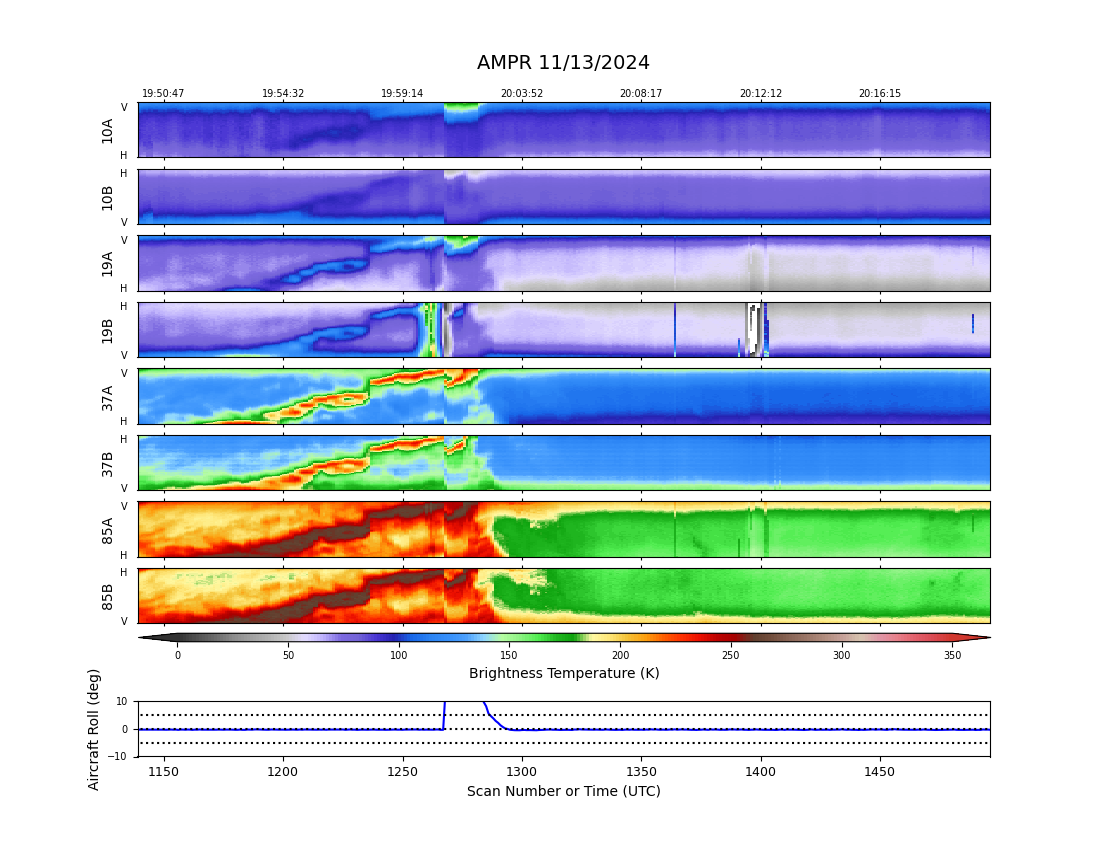 AMPR 11/13/2024
19:50:47 19:54:32 19:59:14 20:03:52 20:08:17 20:12:12 20:16:15
V
10A
H
H
10B
V
V
19A
H
H
19B
V
V
37A
H
H
37B
V
V
85A
H
H
85B
V
0 50 100 150 200 250 300 350
Brightness Temperature (K)
Aircraft Roll (deg)
10
0
−10
1150 1200 1250 1300 1350 1400 1450
Scan Number or Time (UTC)